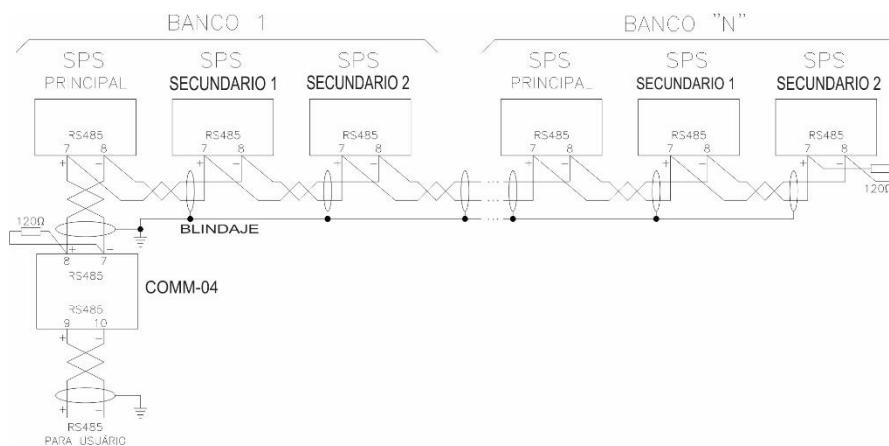 BANCO 1
BANCO "N"
SPS SPS SPS SPS SPS SPS
PRINCIPAL SECUNDARIO 1 SECUNDARIO 2 PRINCIPAL SECUNDARIO 1 SECUNDARIO 2
RS485 RS485 RS485 RS485 RS485 RS485
7 8 7 8 7 8 7 8 7 8 7 8
+ − + − + − + − + − + −
120Ω
120Ω
BLINDAJE
+ −
8 7
RS485
COMM-04
RS485
9 10
+ −
+ −
RS485
PARA USUÁRIO